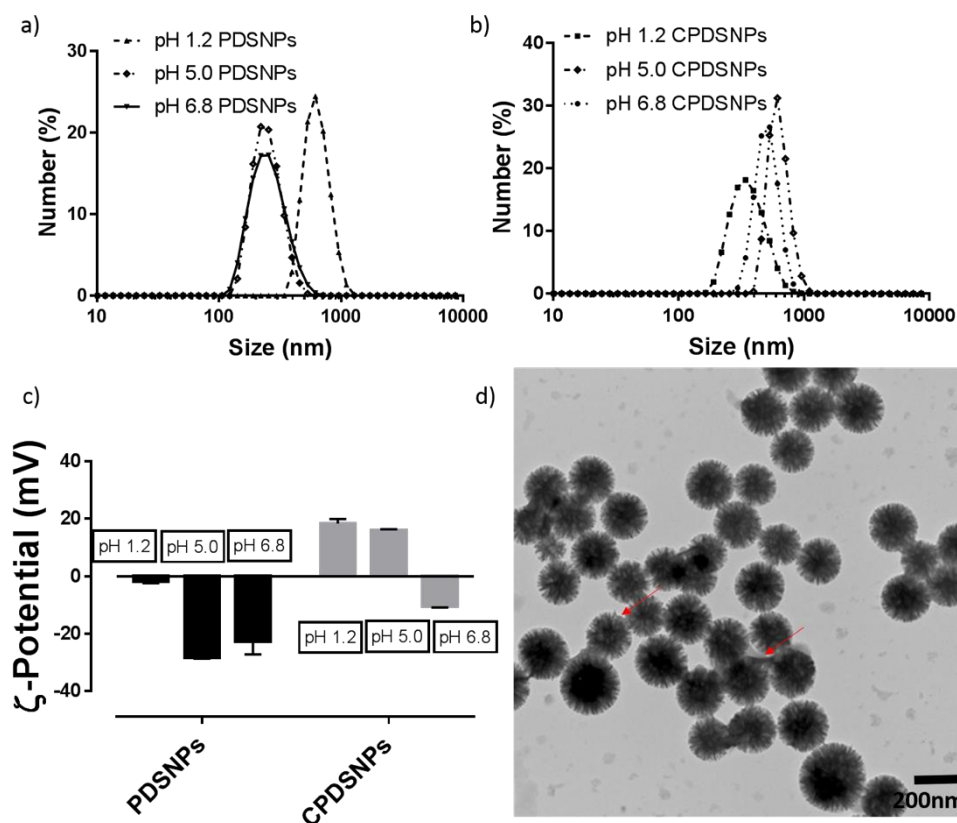 a)
pH 1.2 PDSNPs
pH 5.0 PDSNPs
pH 6.8 PDSNPs
30
20
10
0
Number (%)
10 100 1000 10000
Size (nm)
b)
pH 1.2 CPDSNPs
pH 5.0 CPDSNPs
pH 6.8 CPDSNPs
40
30
20
10
0
Number (%)
10 100 1000 10000
Size (nm)
c)
40
20
0
-20
-40
ζ-Potential (mV)
pH 1.2 pH 5.0 pH 6.8
pH 1.2 pH 5.0 pH 6.8
PDSNPs
CPDSNPs
d)
200nm